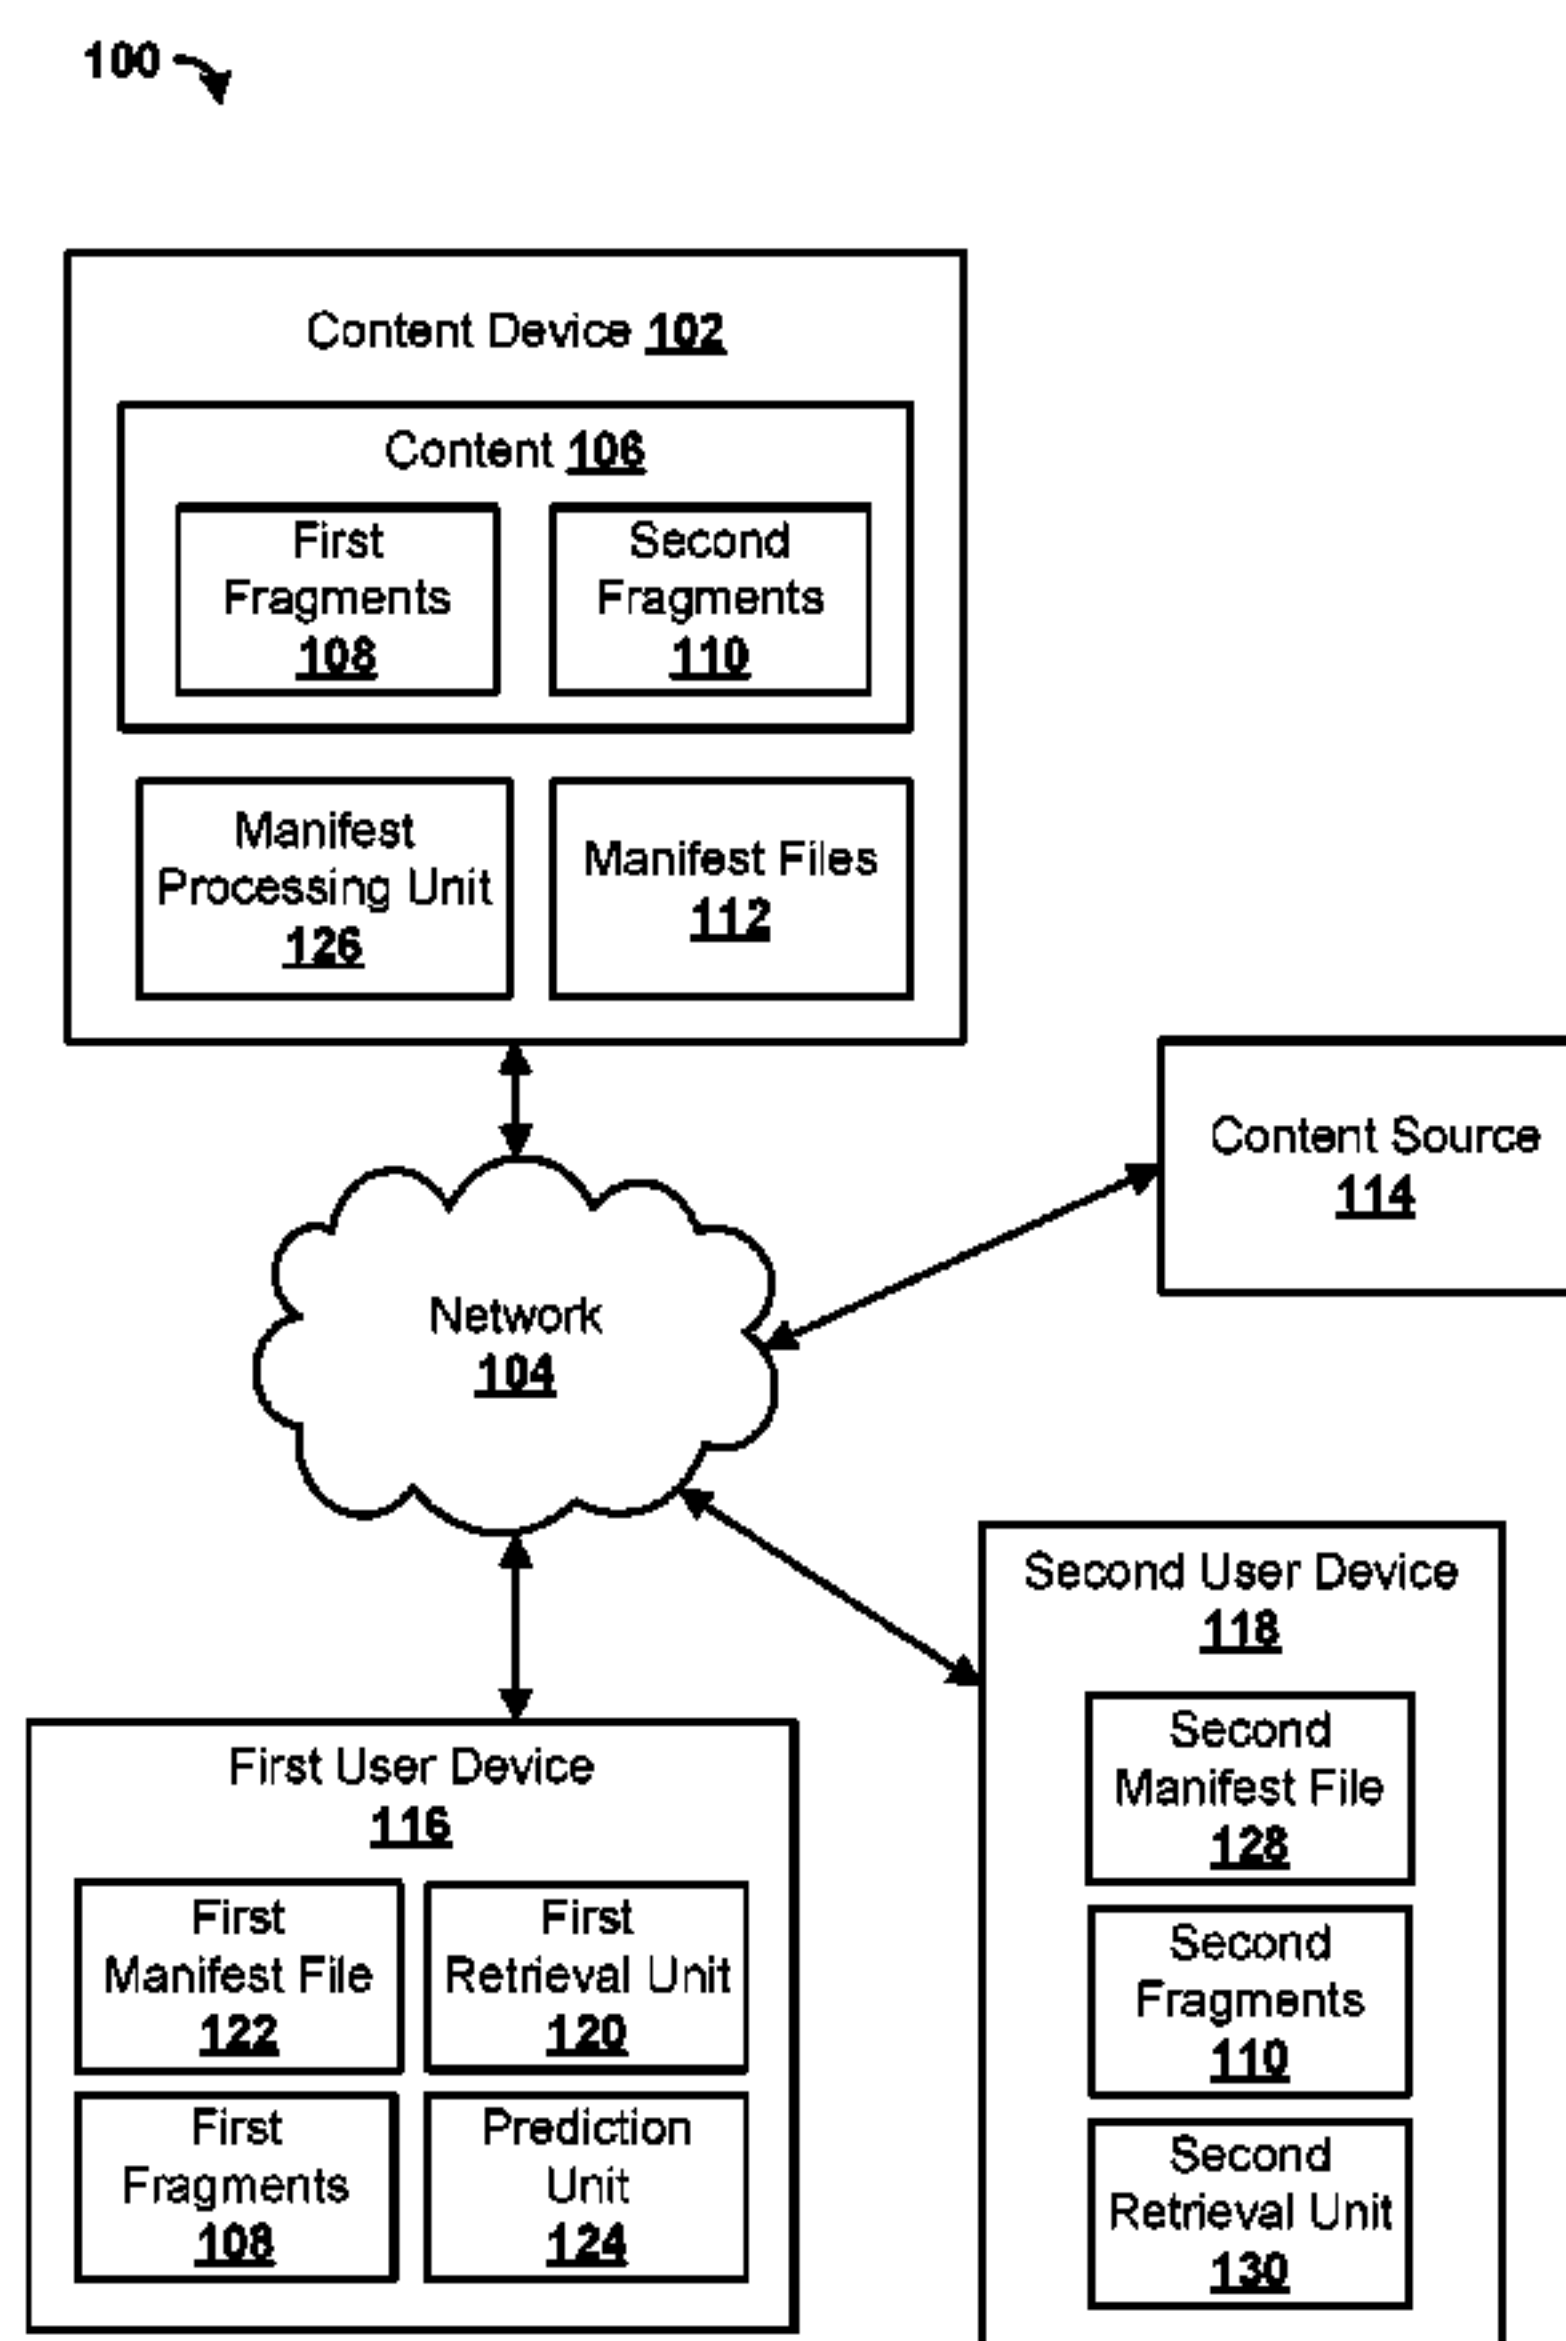 100
Content Device 102
Content 106
First
Fragments
108
Second
Fragments
110
Manifest
Processing Unit
126
Manifest Files
112
Content Source
114
Network
104
Second User Device
118
Second
Manifest File
128
Second
Fragments
110
Second
Retrieval Unit
130
First User Device
116
First
Manifest File
122
First
Retrieval Unit
120
First
Fragments
108
Prediction
Unit
124